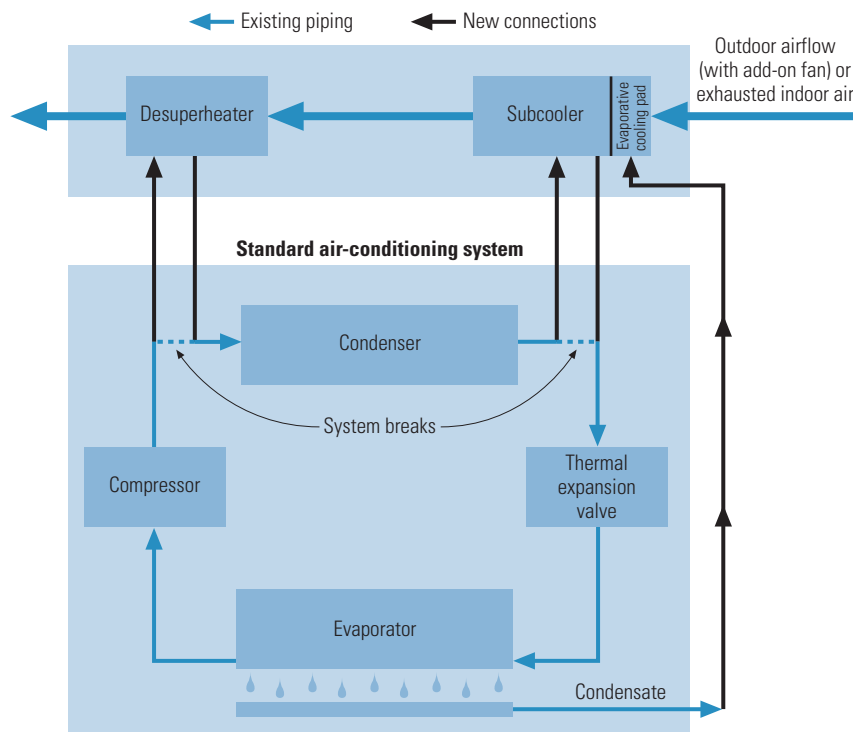 Existing piping
New connections
Outdoor airflow
(with add-on fan) or
exhausted indoor air
Desuperheater
Subcooler
Evaporative
cooling pad
Standard air-conditioning system
Condenser
System breaks
Compressor
Thermal
expansion
valve
Evaporator
Condensate